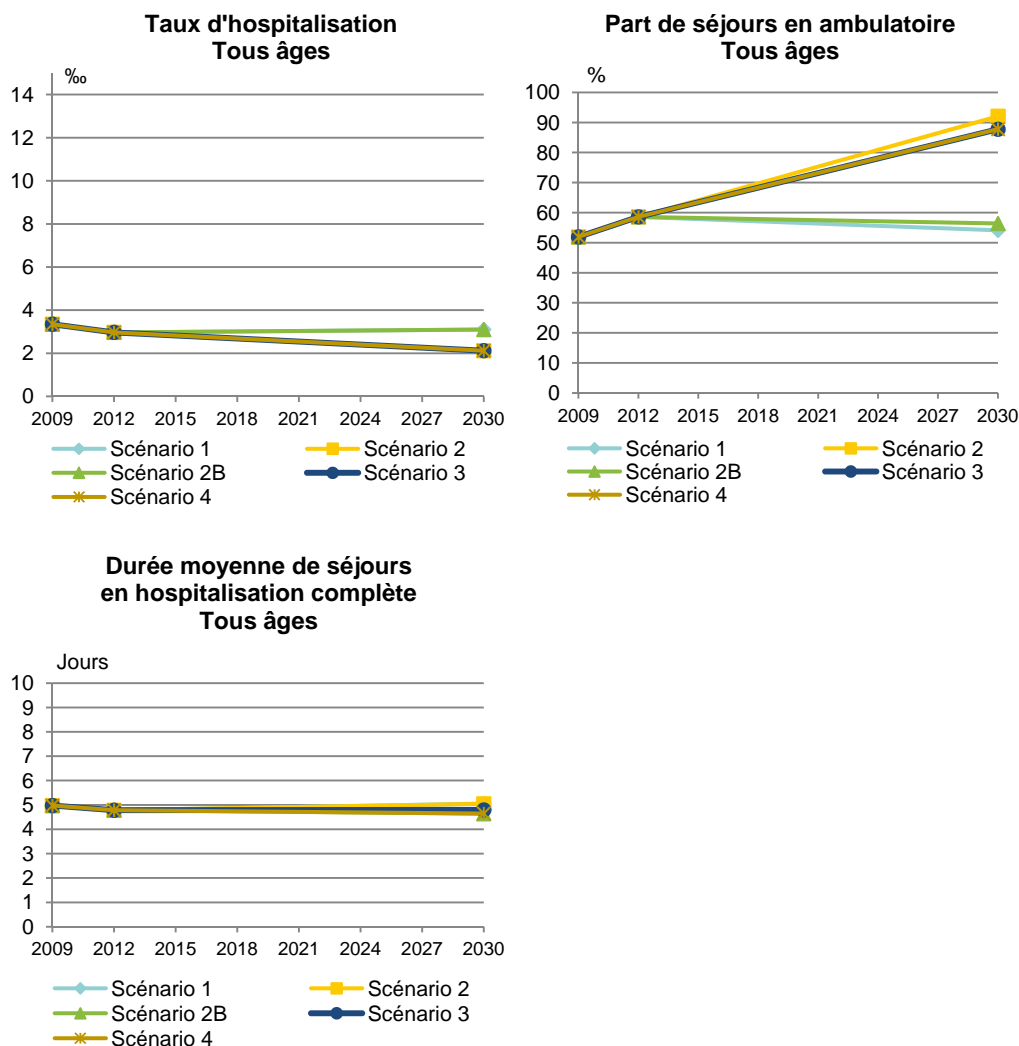 Taux d'hospitalisation
Tous âges
‰
14
12
10
8
6
4
2
0
2009 2012 2015 2018 2021 2024 2027 2030
Scénario 1
Scénario 2
Scénario 2B
Scénario 3
Scénario 4
Part de séjours en ambulatoire
Tous âges
%
100
90
80
70
60
50
40
30
20
10
0
2009 2012 2015 2018 2021 2024 2027 2030
Scénario 1
Scénario 2
Scénario 2B
Scénario 3
Scénario 4
Durée moyenne de séjours
en hospitalisation complète
Tous âges
Jours
10
9
8
7
6
5
4
3
2
1
0
2009 2012 2015 2018 2021 2024 2027 2030
Scénario 1
Scénario 2
Scénario 2B
Scénario 3
Scénario 4